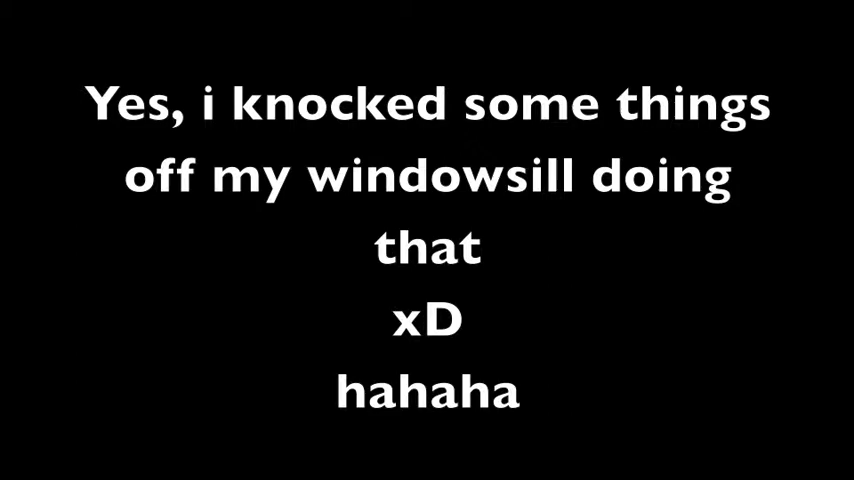 Yes, i knocked some things
off my windowsill doing
that
xD
hahaha